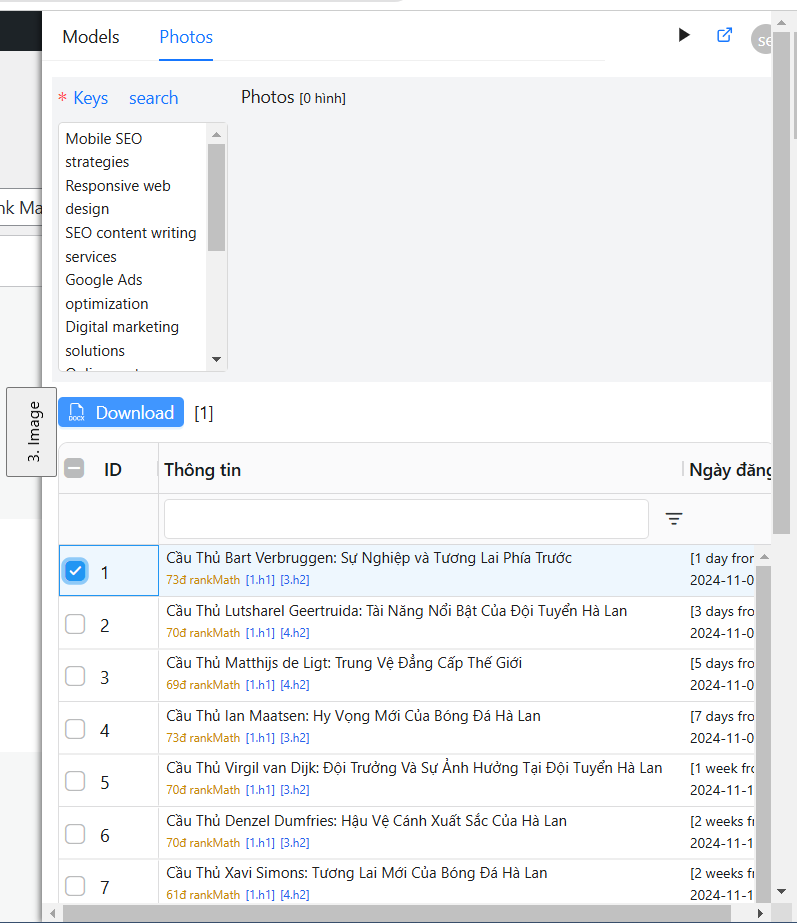 Models Photos
se
* Keys search Photos [0 hình]
Mobile SEO
strategies
Responsive web
design
nk Ma
SEO content writing
services
Google Ads
optimization
Digital marketing
solutions
3. Image
DOCX Download [1]
ID Thông tin Ngày đăng
1 Cầu Thủ Bart Verbruggen: Sự Nghiệp và Tương Lai Phía Trước [1 day from
73đ rankMath [1.h1] [3.h2] 2024-11-0
2 Cầu Thủ Lutsharel Geertruida: Tài Năng Nổi Bật Của Đội Tuyển Hà Lan [3 days fro
70đ rankMath [1.h1] [4.h2] 2024-11-0
3 Cầu Thủ Matthijs de Ligt: Trung Vệ Đẳng Cấp Thế Giới [5 days fro
69đ rankMath [1.h1] [4.h2] 2024-11-0
4 Cầu Thủ Ian Maatsen: Hy Vọng Mới Của Bóng Đá Hà Lan [7 days fro
73đ rankMath [1.h1] [3.h2] 2024-11-0
5 Cầu Thủ Virgil van Dijk: Đội Trưởng Và Sự Ảnh Hưởng Tại Đội Tuyển Hà Lan [1 week fr
70đ rankMath [1.h1] [3.h2] 2024-11-1
6 Cầu Thủ Denzel Dumfries: Hậu Vệ Cánh Xuất Sắc Của Hà Lan [2 weeks fr
70đ rankMath [1.h1] [3.h2] 2024-11-1
7 Cầu Thủ Xavi Simons: Tương Lai Mới Của Bóng Đá Hà Lan [2 weeks fr
61đ rankMath [1.h1] [4.h2] 2024-11-1